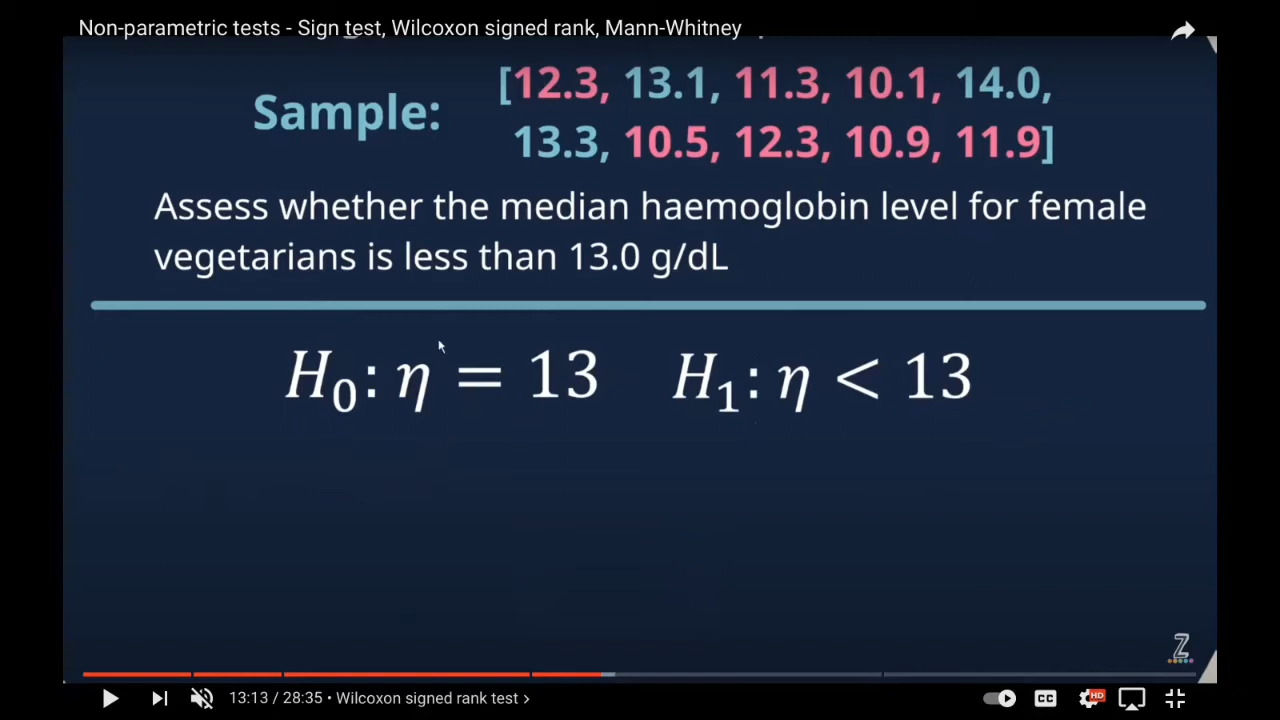 Non-parametric tests - Sign test, Wilcoxon signed rank, Mann-Whitney
Sample:
[12.3, 13.1, 11.3, 10.1, 14.0,
13.3, 10.5, 12.3, 10.9, 11.9]
Assess whether the median haemoglobin level for female
vegetarians is less than 13.0 g/dL
H₀: η = 13 H₁: η < 13
Z
13:13 / 28:35 • Wilcoxon signed rank test ›
CC
HD